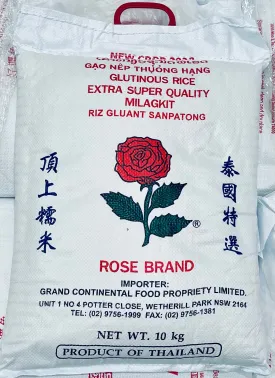 NEW CROP AAA
GẠO NẾP THƯỢNG HẠNG
GLUTINOUS RICE
EXTRA SUPER QUALITY
MILAGKIT
RIZ GLUANT SANPATONG
頂上糯米
泰國特選
®
ROSE BRAND
IMPORTER:
GRAND CONTINENTAL FOOD PROPRIETY LIMITED.
UNIT 1 NO 4 POTTER CLOSE, WETHERILL PARK NSW 2164
TEL: (02) 9756-1999 FAX: (02) 9756-1381
NET WT. 10 kg
PRODUCT OF THAILAND